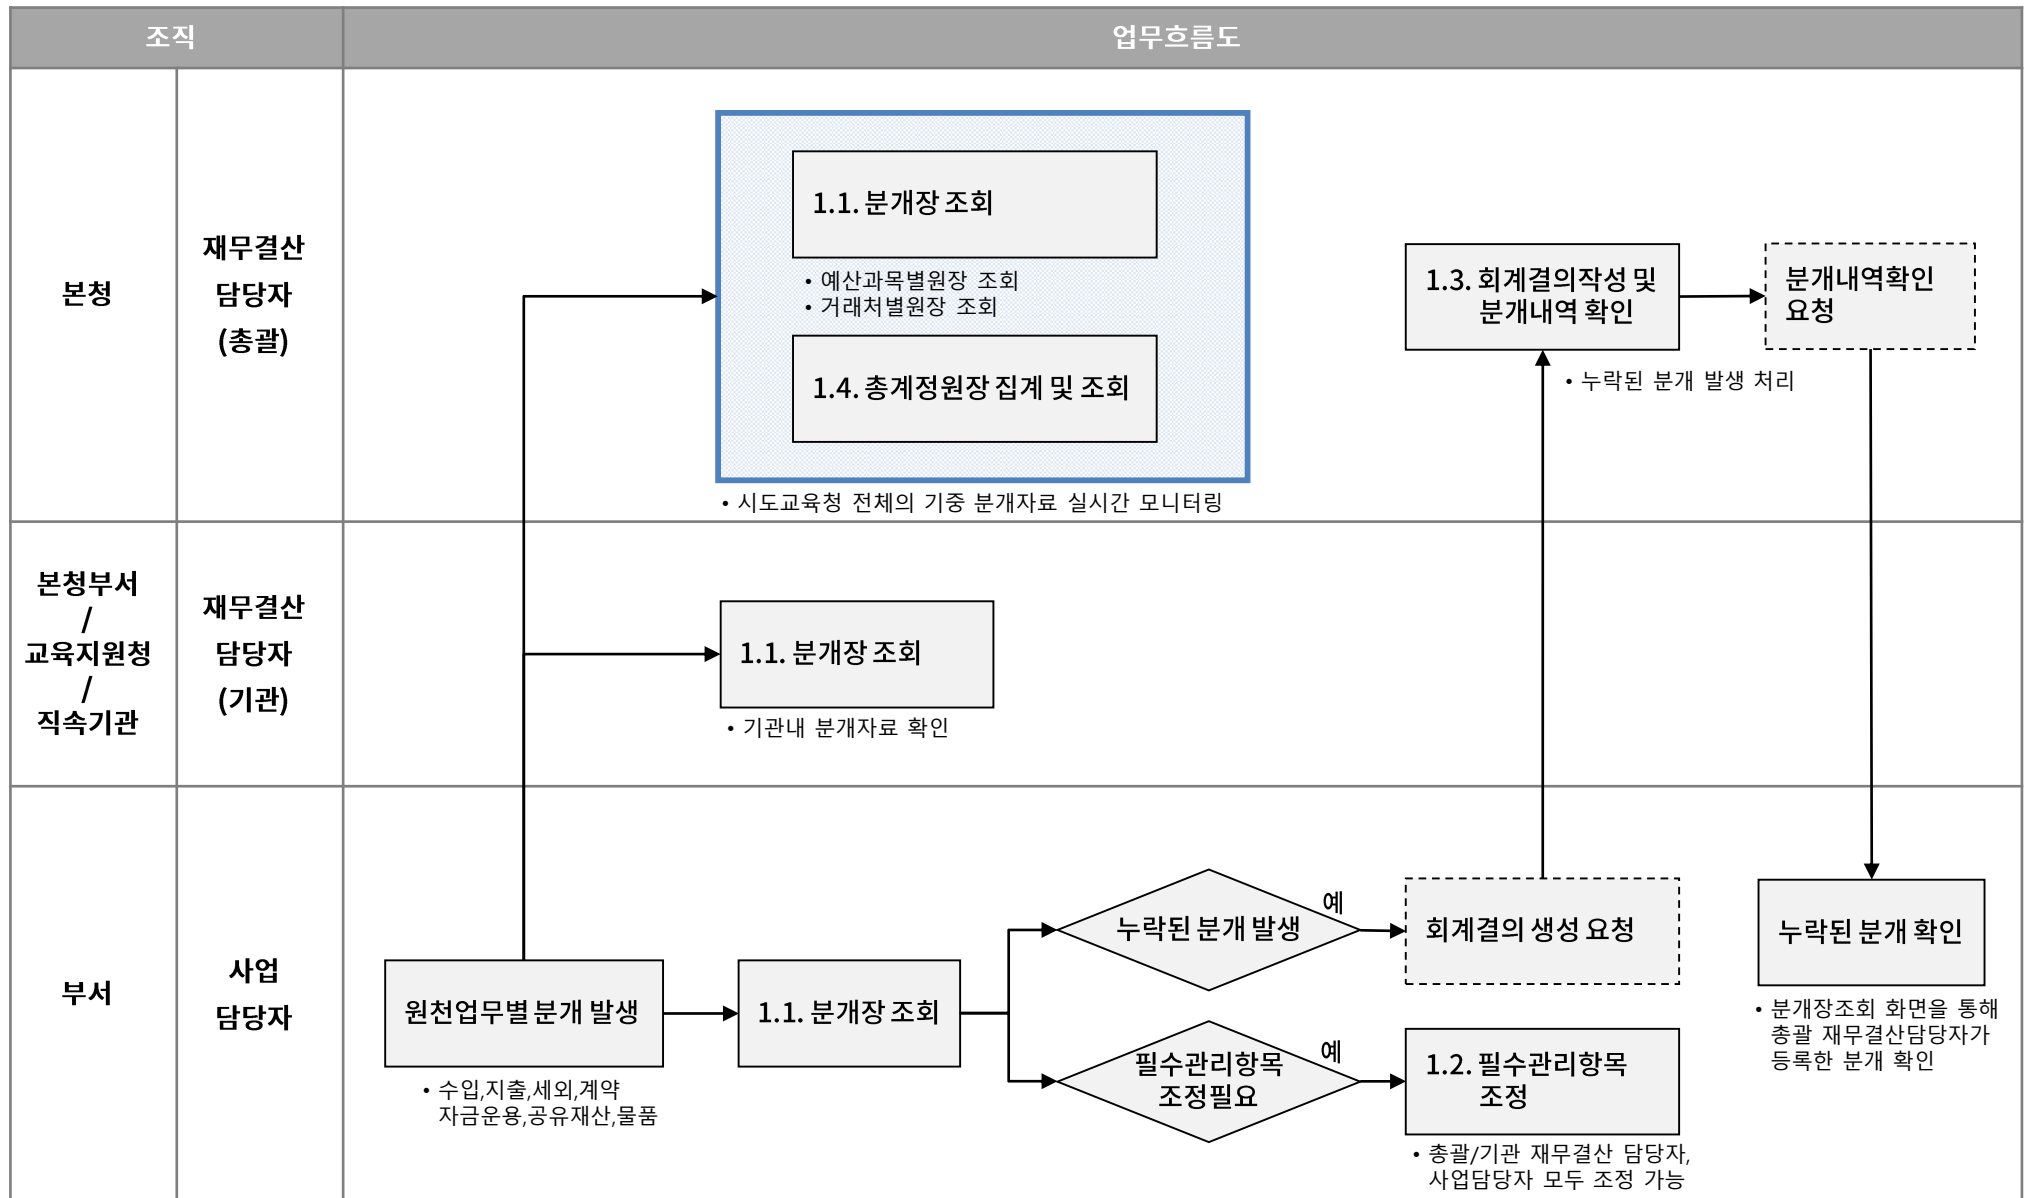 조직
업무흐름도
본청
재무결산
담당자
(총괄)
1.1. 분개장 조회
• 예산과목별원장 조회
• 거래처별원장 조회
1.4. 총계정원장 집계 및 조회
• 시도교육청 전체의 기중 분개자료 실시간 모니터링
1.3. 회계결의작성 및
분개내역 확인
• 누락된 분개 발생 처리
분개내역확인
요청
본청부서
/
교육지원청
/
직속기관
재무결산
담당자
(기관)
1.1. 분개장 조회
• 기관내 분개자료 확인
부서
사업
담당자
원천업무별 분개 발생
• 수입,지출,세외,계약
자금운용,공유재산,물품
1.1. 분개장 조회
누락된 분개 발생
예
회계결의 생성 요청
필수관리항목
조정필요
예
1.2. 필수관리항목
조정
• 총괄/기관 재무결산 담당자,
사업담당자 모두 조정 가능
누락된 분개 확인
• 분개장조회 화면을 통해
총괄 재무결산담당자가
등록한 분개 확인